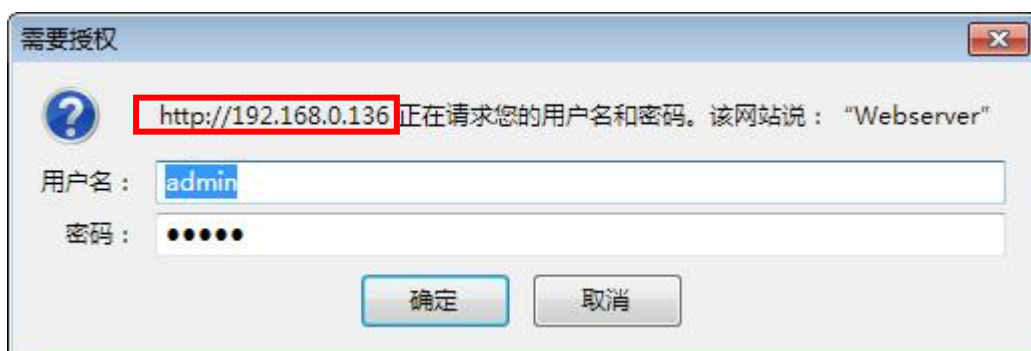 需要授权
http://192.168.0.136 正在请求您的用户名和密码。该网站说： “Webserver”
用户名： admin
密码： ●●●●●
确定 取消